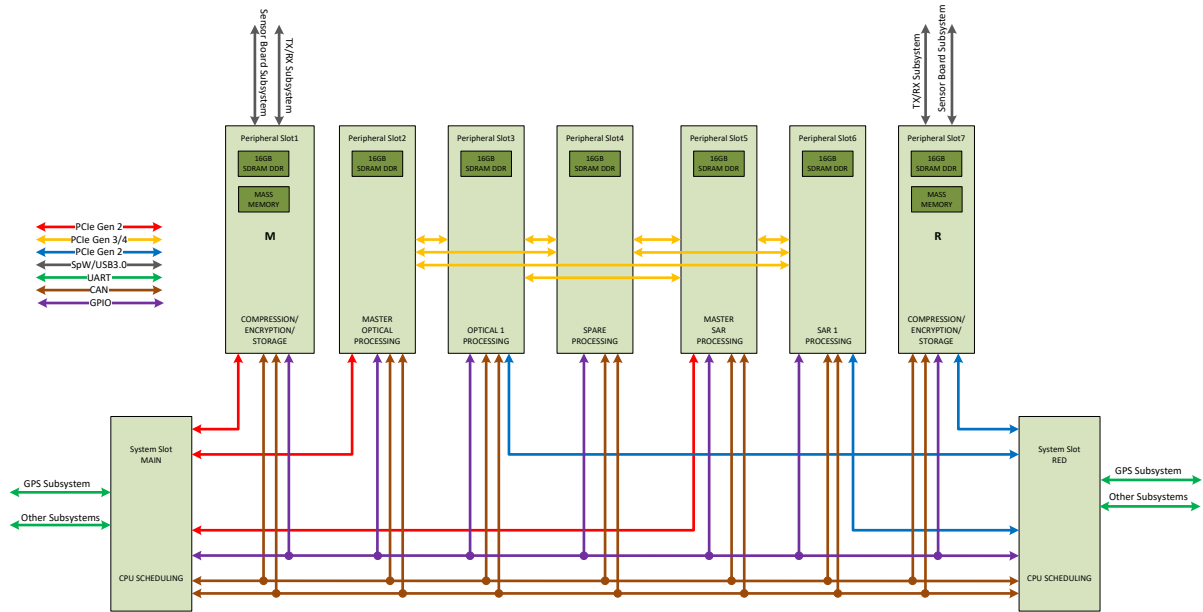 Sensor Board Subsystem
TX/RX Subsystem
TX/RX Subsystem
Sensor Board Subsystem
Peripheral Slot1
16GB
SDRAM DDR
MASS
MEMORY
M
COMPRESSION/
ENCRYPTION/
STORAGE
Peripheral Slot2
16GB
SDRAM DDR
MASTER
OPTICAL
PROCESSING
Peripheral Slot3
16GB
SDRAM DDR
OPTICAL 1
PROCESSING
Peripheral Slot4
16GB
SDRAM DDR
SPARE
PROCESSING
Peripheral Slot5
16GB
SDRAM DDR
MASTER
SAR
PROCESSING
Peripheral Slot6
16GB
SDRAM DDR
SAR 1
PROCESSING
Peripheral Slot7
16GB
SDRAM DDR
MASS
MEMORY
R
COMPRESSION/
ENCRYPTION/
STORAGE
PCIe Gen 2
PCIe Gen 3/4
PCIe Gen 2
SpW/USB3.0
UART
CAN
GPIO
System Slot
MAIN
CPU SCHEDULING
GPS Subsystem
Other Subsystems
System Slot
RED
CPU SCHEDULING
GPS Subsystem
Other Subsystems